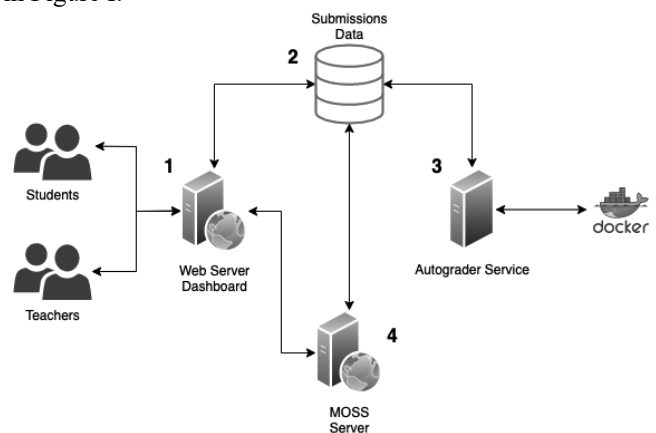 in Figure 1.
Submissions
Data
2
1
3
Students
Web Server
Dashboard
Autograder Service
docker
Teachers
4
MOSS
Server